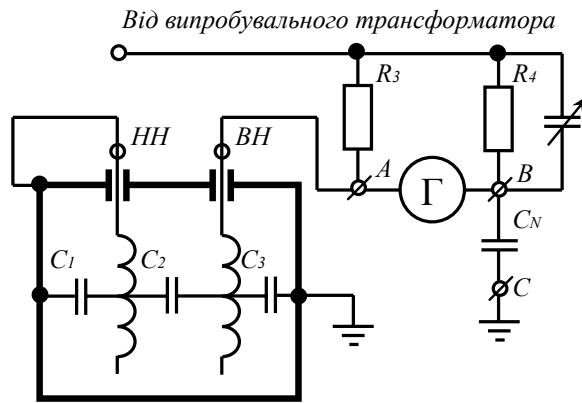 Від випробувального трансформатора
R3
R4
НН
ВН
А
Г
В
CN
C1
C2
C3
С